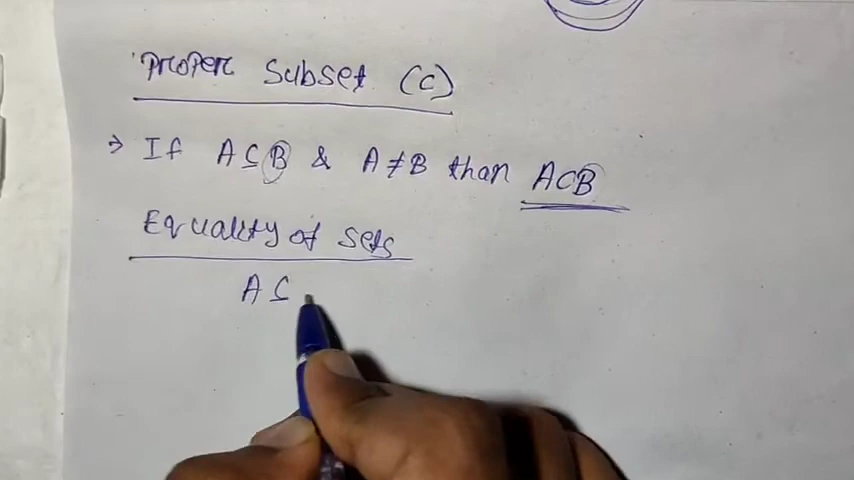 Proper Subset (⊂)
→ If A⊆B & A≠B than A⊂B
Equality of Sets
A ⊆